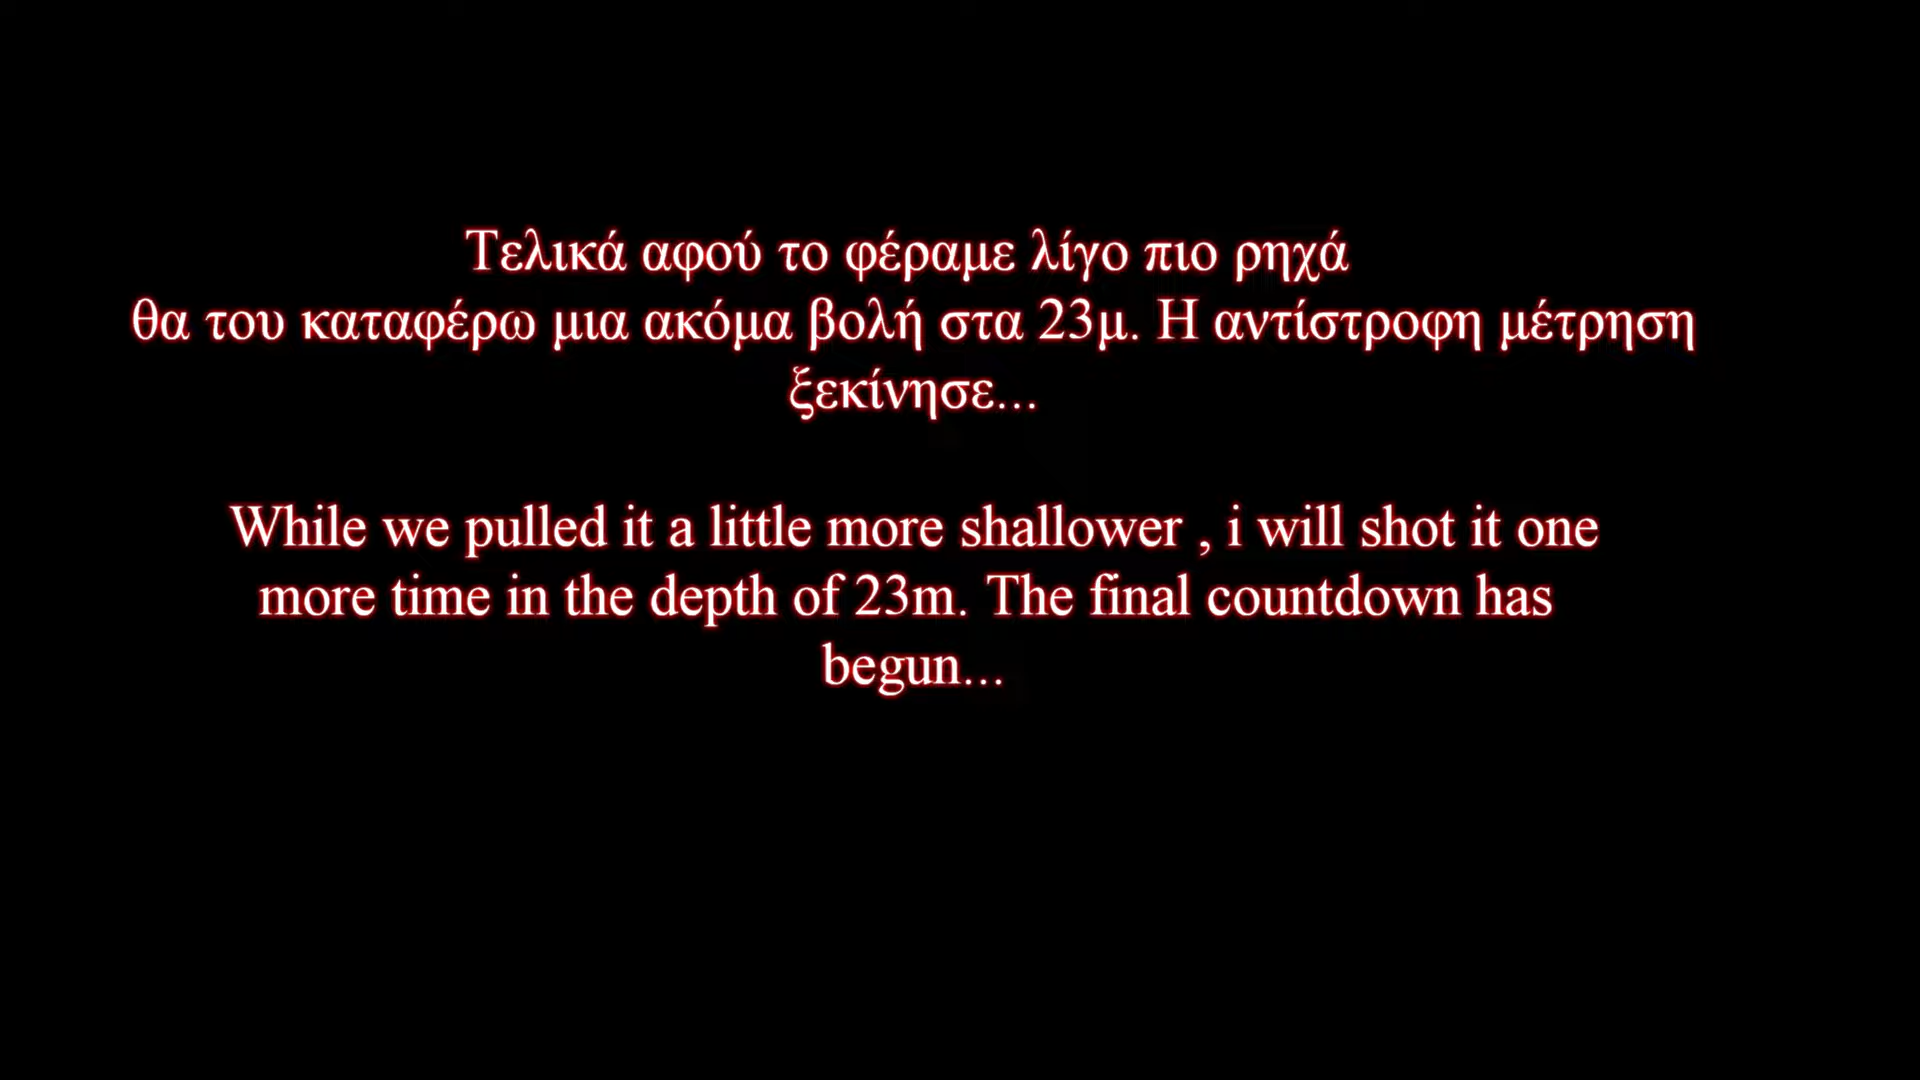 Τελικά αφού το φέραμε λίγο πιο ρηχά
θα του καταφέρω μια ακόμα βολή στα 23μ. Η αντίστροφη μέτρηση
ξεκίνησε...
While we pulled it a little more shallower , i will shot it one
more time in the depth of 23m. The final countdown has
begun...